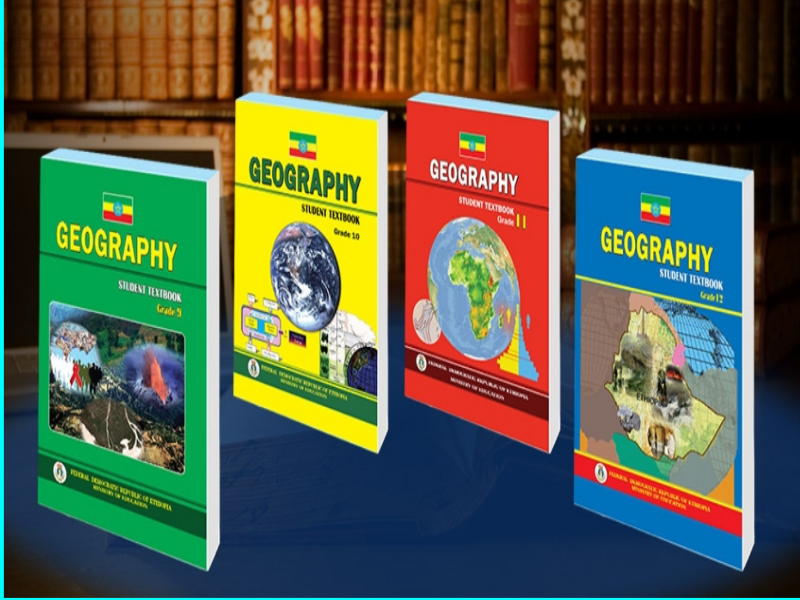 GEOGRAPHY
STUDENT TEXTBOOK
Grade 9
FEDERAL DEMOCRATIC REPUBLIC OF ETHIOPIA
MINISTRY OF EDUCATION
GEOGRAPHY
STUDENT TEXTBOOK
Grade 10
FEDERAL DEMOCRATIC REPUBLIC OF ETHIOPIA
MINISTRY OF EDUCATION
GEOGRAPHY
STUDENT TEXTBOOK
Grade 11
FEDERAL DEMOCRATIC REPUBLIC OF ETHIOPIA
MINISTRY OF EDUCATION
GEOGRAPHY
STUDENT TEXTBOOK
Grade 12
FEDERAL DEMOCRATIC REPUBLIC OF ETHIOPIA
MINISTRY OF EDUCATION